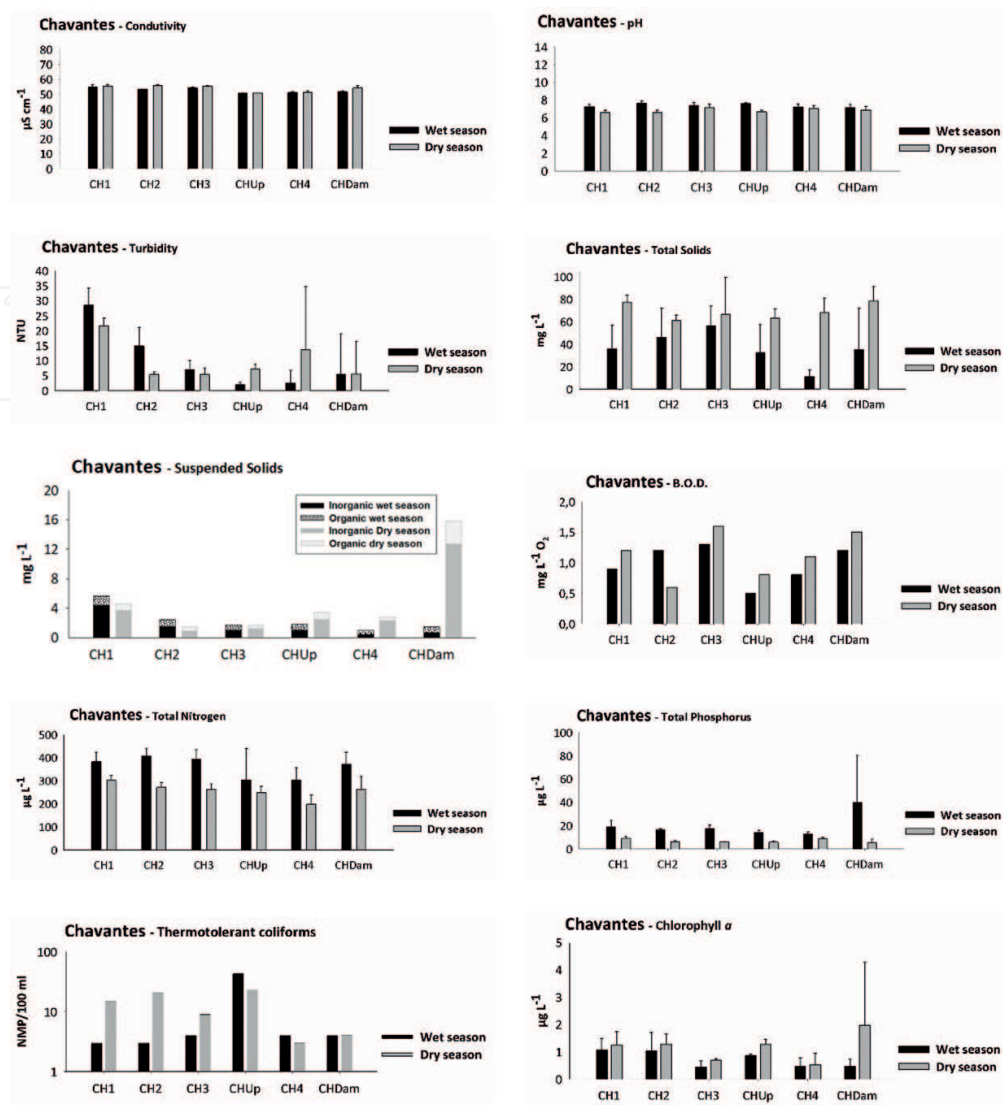 Chavantes - Condutivity
80
70
60
50
40
30
20
10
0
µS cm⁻¹
CH1 CH2 CH3 CHUp CH4 CHDam
Wet season
Dry season
Chavantes - pH
14
12
10
8
6
4
2
0
CH1 CH2 CH3 CHUp CH4 CHDam
Wet season
Dry season
Chavantes - Turbidity
40
35
30
25
20
15
10
5
0
NTU
CH1 CH2 CH3 CHUp CH4 CHDam
Wet season
Dry season
Chavantes - Total Solids
100
80
60
40
20
0
mg L⁻¹
CH1 CH2 CH3 CHUp CH4 CHDam
Wet season
Dry season
Chavantes - Suspended Solids
20
16
12
8
4
0
mg L⁻¹
Inorganic wet season
Organic wet season
Inorganic Dry season
Organic dry season
CH1 CH2 CH3 CHUp CH4 CHDam
Chavantes - B.O.D.
2,0
1,5
1,0
0,5
0,0
mg L⁻¹ O₂
CH1 CH2 CH3 CHUp CH4 CHDam
Wet season
Dry season
Chavantes - Total Nitrogen
500
400
300
200
100
0
µg L⁻¹
CH1 CH2 CH3 CHUp CH4 CHDam
Wet season
Dry season
Chavantes - Total Phosphorus
100
80
60
40
20
0
µg L⁻¹
CH1 CH2 CH3 CHUp CH4 CHDam
Wet season
Dry season
Chavantes - Thermotolerant coliforms
100
10
1
NMP/100 ml
CH1 CH2 CH3 CHUp CH4 CHDam
Wet season
Dry season
Chavantes - Chlorophyll a
5
4
3
2
1
0
µg L⁻¹
CH1 CH2 CH3 CHUp CH4 CHDam
Wet season
Dry season